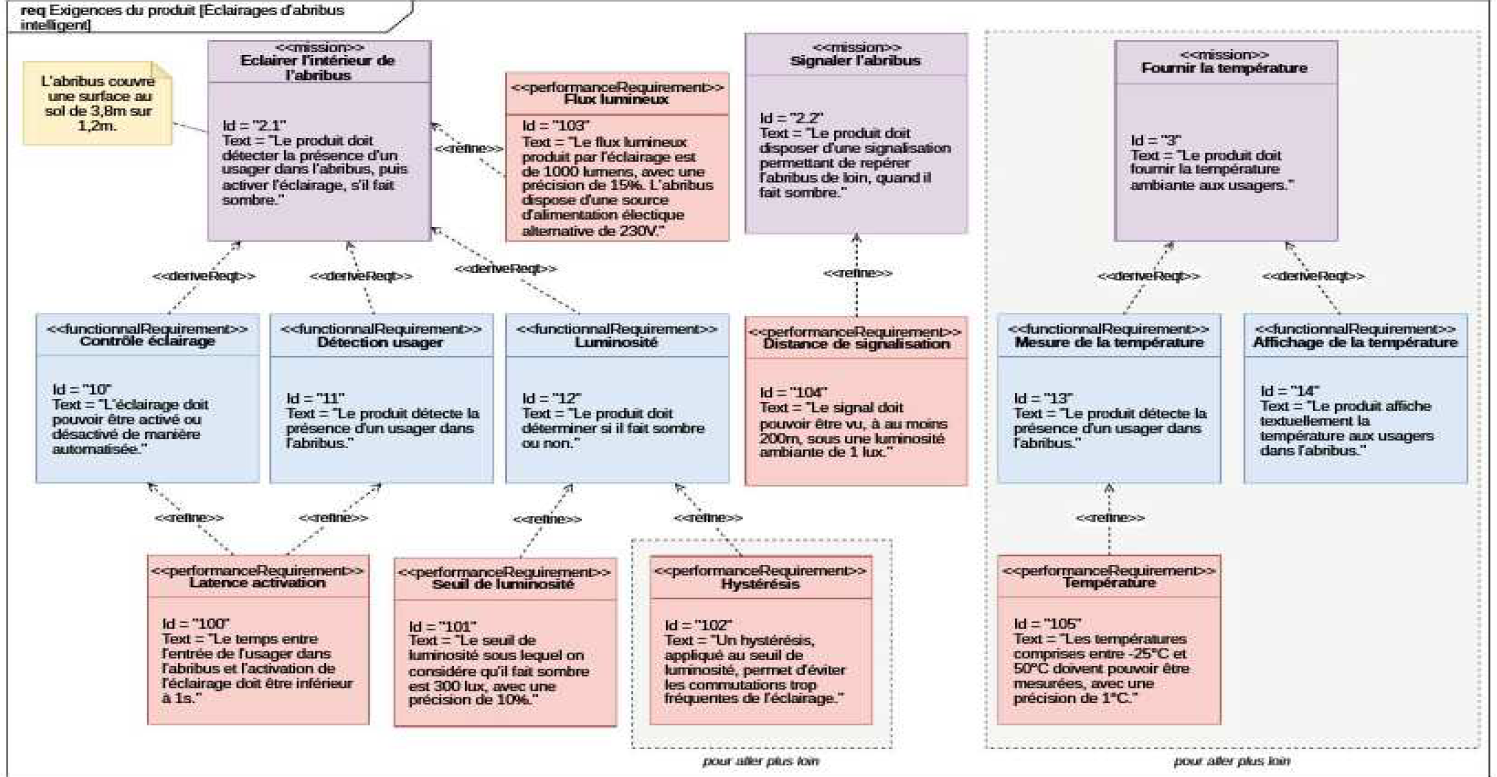 req Exigences du produit [Éclairages d'abribus
intelligent]
L'abribus couvre
une surface au
sol de 3,8m sur
1,2m.
<<mission>>
Eclairer l'intérieur de
l'abribus
Id = "2.1"
Text = "Le produit doit
détecter la présence d'un
usager dans l'abribus, puis
activer l'éclairage, s'il fait
sombre."
<<refine>>
<<performanceRequirement>>
Flux lumineux
Id = "103"
Text = "Le flux lumineux
produit par l'éclairage est
de 1000 lumens, avec une
précision de 15%. L'abribus
dispose d'une source
d'alimentation électique
alternative de 230V."
<<mission>>
Signaler l'abribus
Id = "2.2"
Text = "Le produit doit
disposer d'une signalisation
permettant de repérer
l'abribus de loin, quand il
fait sombre."
<<mission>>
Fournir la température
Id = "3"
Text = "Le produit doit
fournir la température
ambiante aux usagers."
<<deriveReqt>>
<<deriveReqt>>
<<deriveReqt>>
<<refine>>
<<deriveReqt>>
<<deriveReqt>>
<<functionnalRequirement>>
Contrôle éclairage
Id = "10"
Text = "L'éclairage doit
pouvoir être activé ou
désactivé de manière
automatisée."
<<functionnalRequirement>>
Détection usager
Id = "11"
Text = "Le produit détecte la
présence d'un usager dans
l'abribus."
<<functionnalRequirement>>
Luminosité
Id = "12"
Text = "Le produit doit
déterminer si il fait sombre
ou non."
<<performanceRequirement>>
Distance de signalisation
Id = "104"
Text = "Le signal doit
pouvoir être vu, à au moins
200m, sous une luminosité
ambiante de 1 lux."
<<functionnalRequirement>>
Mesure de la température
Id = "13"
Text = "Le produit détecte la
présence d'un usager dans
l'abribus."
<<functionnalRequirement>>
Affichage de la température
Id = "14"
Text = "Le produit affiche
textuellement la
température aux usagers
dans l'abribus."
<<refine>>
<<refine>>
<<refine>>
<<refine>>
<<refine>>
<<performanceRequirement>>
Latence activation
Id = "100"
Text = "Le temps entre
l'entrée de l'usager dans
l'abribus et l'activation de
l'éclairage doit être inférieur
à 1s."
<<performanceRequirement>>
Seuil de luminosité
Id = "101"
Text = "Le seuil de
luminosité sous lequel on
considére qu'il fait sombre
est 300 lux, avec une
précision de 10%."
<<performanceRequirement>>
Hystérésis
Id = "102"
Text = "Un hystérésis,
appliqué au seuil de
luminosité, permet d'éviter
les commutations trop
fréquentes de l'éclairage."
<<performanceRequirement>>
Température
Id = "105"
Text = "Les températures
comprises entre -25°C et
50°C doivent pouvoir être
mesurées, avec une
précision de 1°C."
pour aller plus loin
pour aller plus loin